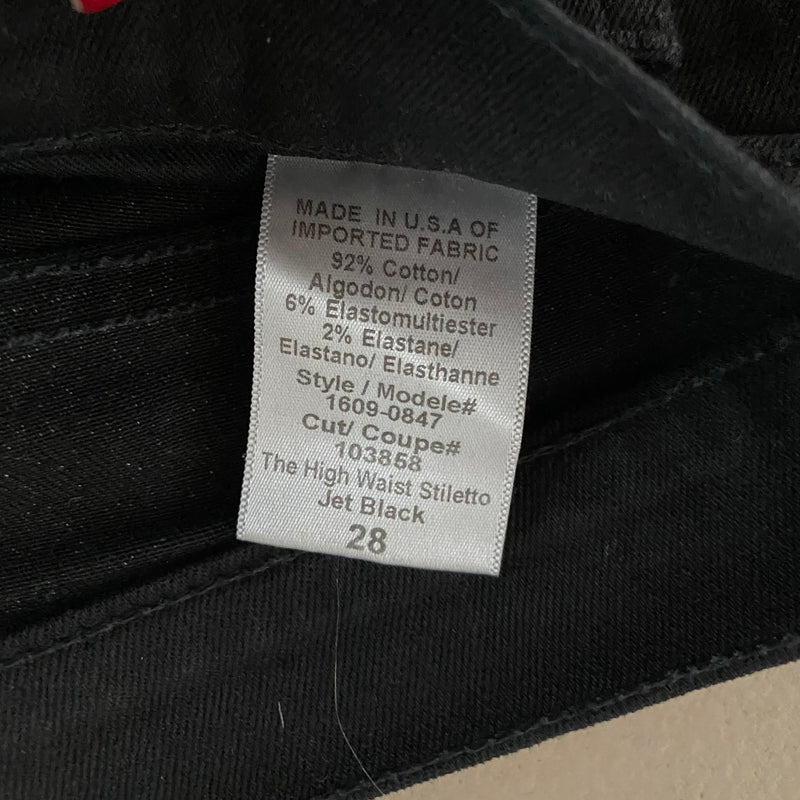 MADE IN U.S.A OF
IMPORTED FABRIC
92% Cotton/
Algodon/ Coton
6% Elastomultiester
2% Elastane/
Elastano/ Elasthanne
Style / Modele#
1609-0847
Cut/ Coupe#
103858
The High Waist Stiletto
Jet Black
28